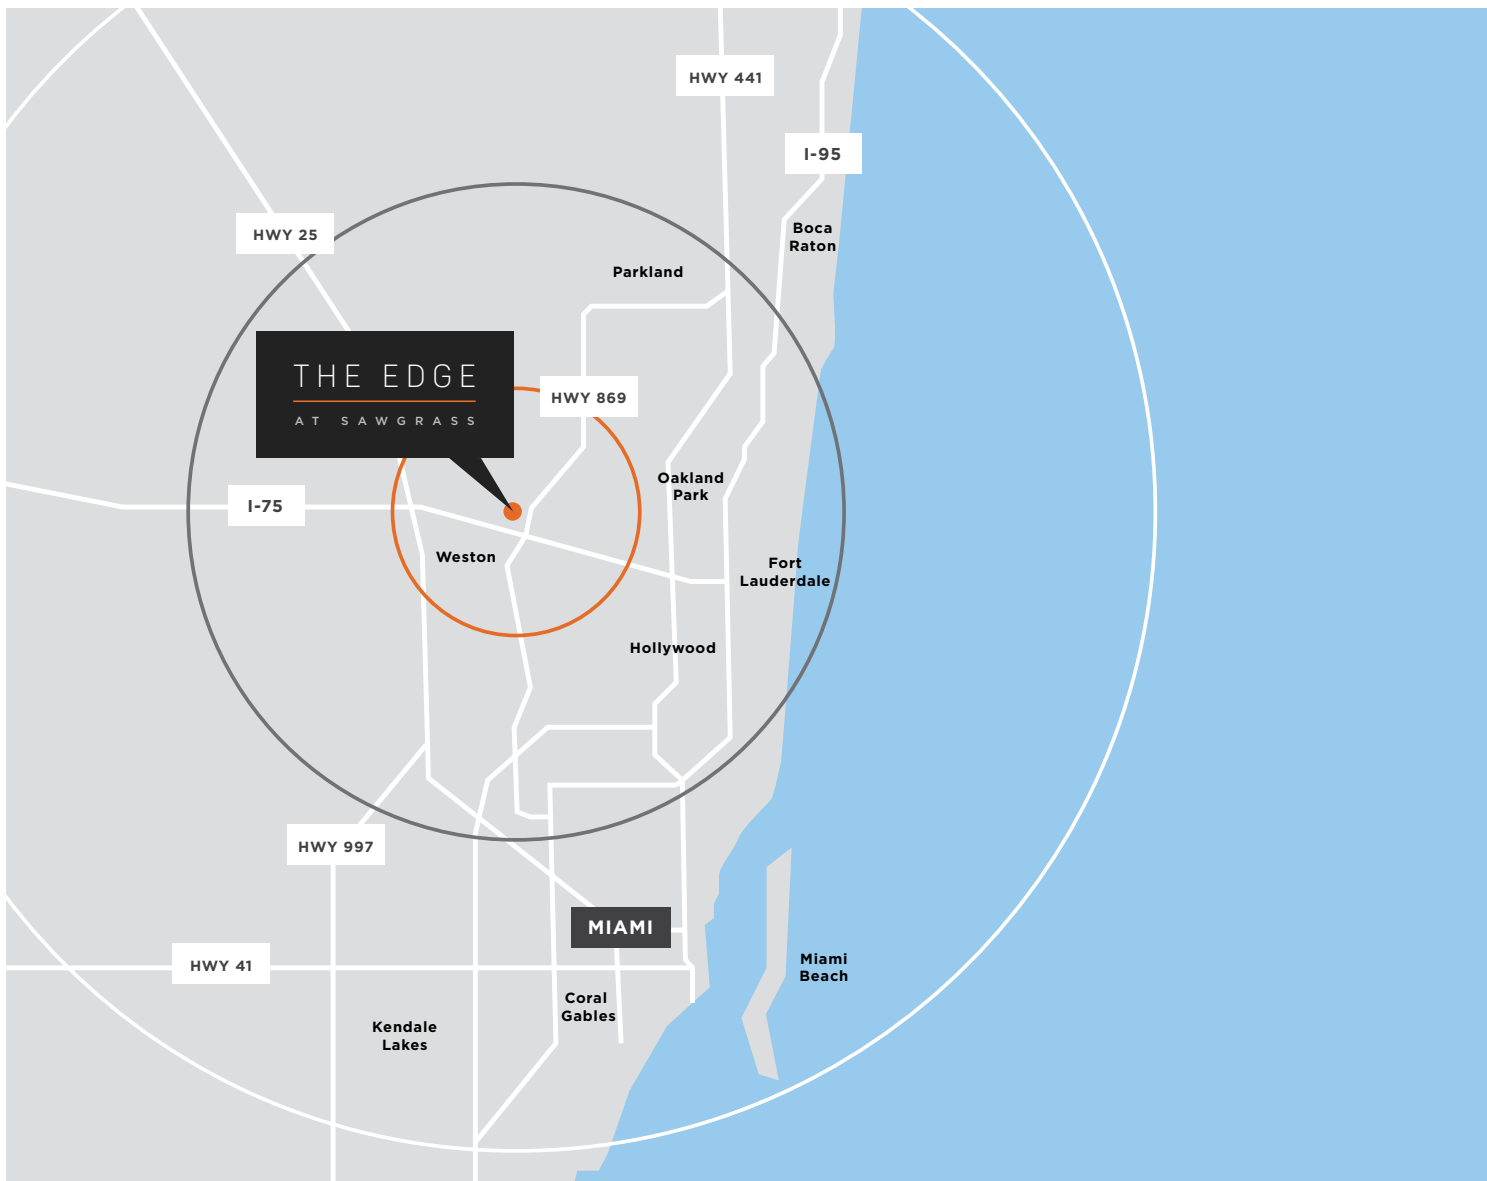 HWY 441
I-95
Boca
Raton
HWY 25
Parkland
THE EDGE
AT SAWGRASS
HWY 869
Oakland
Park
I-75
Weston
Fort
Lauderdale
Hollywood
HWY 997
MIAMI
HWY 41
Miami
Beach
Coral
Gables
Kendale
Lakes